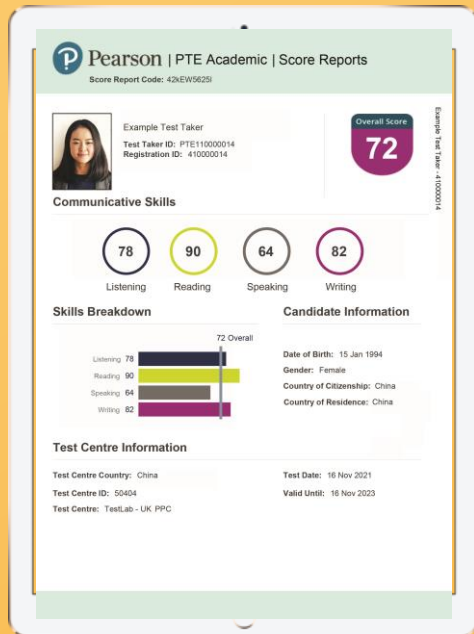 Pearson | PTE Academic | Score Reports
Score Report Code: 42kEW5625i
Example Test Taker
Test Taker ID: PTE110000014
Registration ID: 410000014
Overall Score
72
Example Test Taker - 410000014
Communicative Skills
78 90 64 82
Listening Reading Speaking Writing
Skills Breakdown
72 Overall
Listening 78
Reading 90
Speaking 64
Writing 82
Candidate Information
Date of Birth: 15 Jan 1994
Gender: Female
Country of Citizenship: China
Country of Residence: China
Test Centre Information
Test Centre Country: China
Test Centre ID: 50404
Test Centre: TestLab - UK PPC
Test Date: 16 Nov 2021
Valid Until: 16 Nov 2023